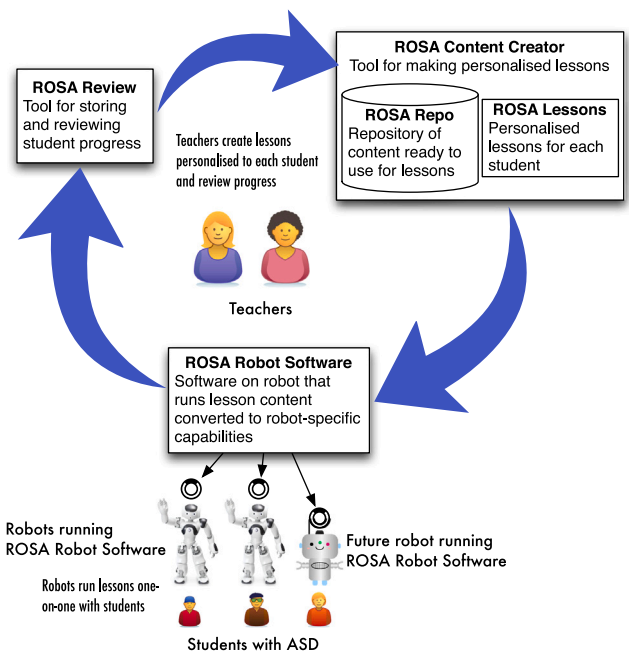 ROSA Content Creator
Tool for making personalised lessons
ROSA Repo
Repository of
content ready to
use for lessons
ROSA Lessons
Personalised
lessons for each
student
ROSA Review
Tool for storing
and reviewing
student progress
Teachers create lessons
personalised to each student
and review progress
Teachers
ROSA Robot Software
Software on robot that
runs lesson content
converted to robot-specific
capabilities
Robots running
ROSA Robot Software
Future robot running
ROSA Robot Software
Robots run lessons one-
on-one with students
Students with ASD